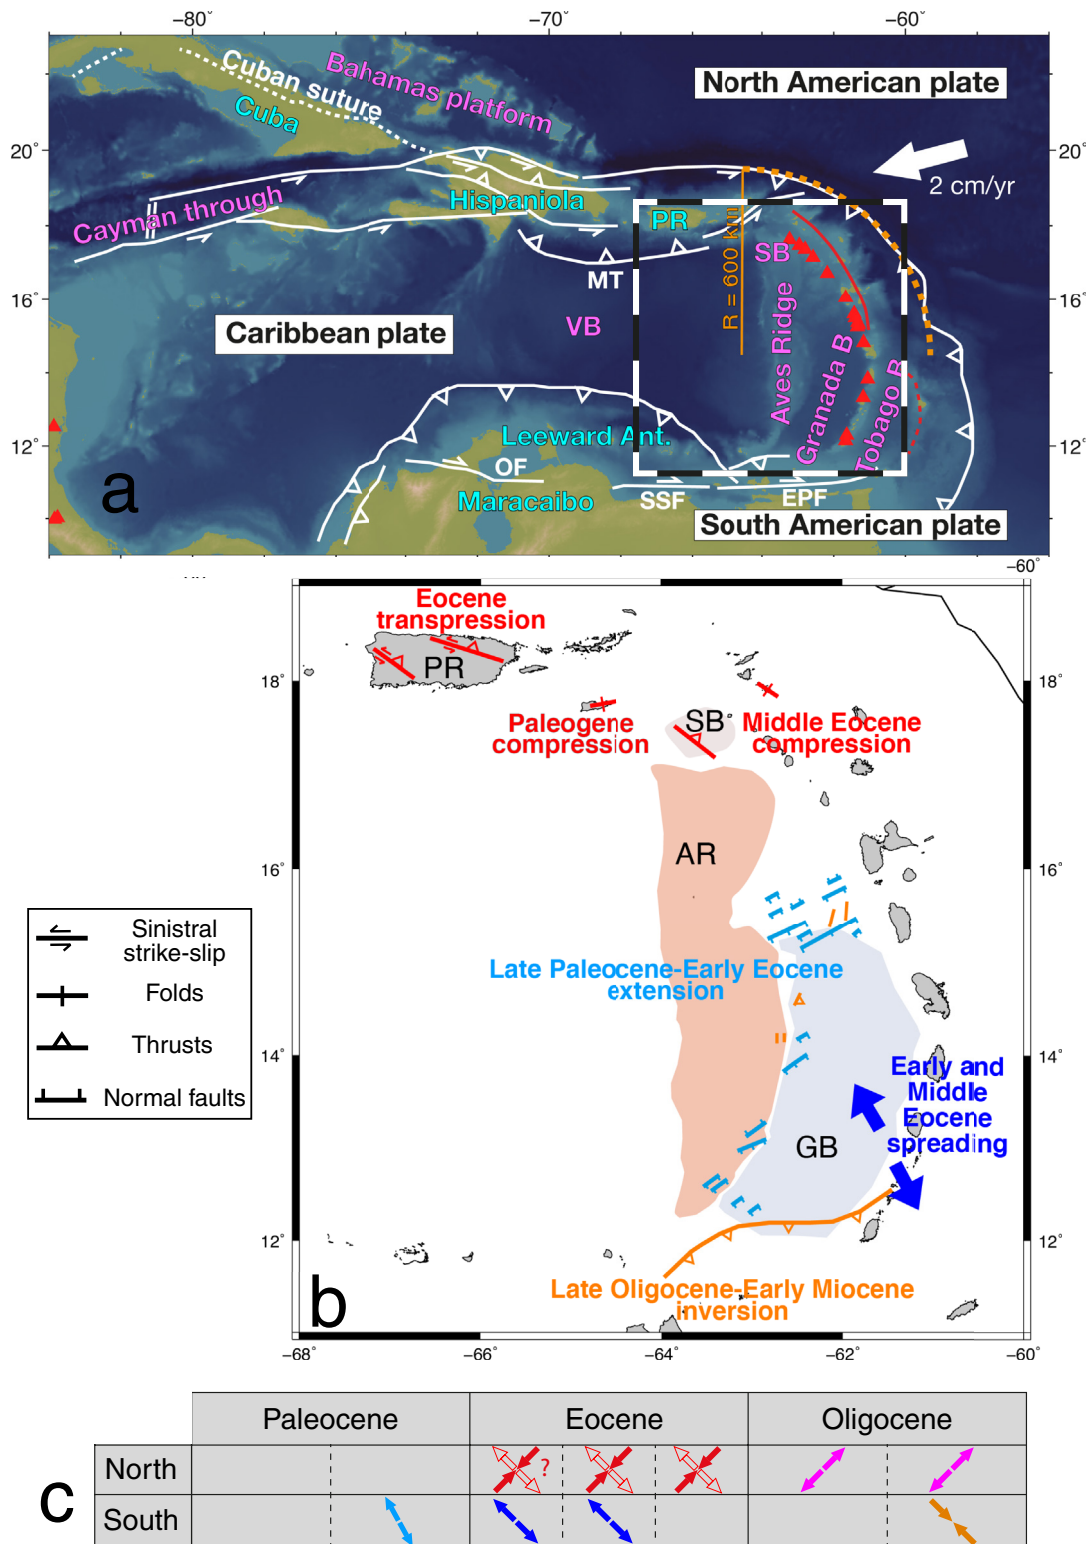 −80° −70° −60°
Cuban suture
Bahamas platform
Cuba
North American plate
20° 20°
2 cm/yr
Cayman through
Hispaniola
PR
R = 600 km
SB
MT
16° 16°
VB
Caribbean plate
Aves Ridge
Granada B
Tobago B
12° 12°
Leeward Ant.
OF
Maracaibo
SSF
EPF
South American plate
a
−60°
Eocene
transpression
PR
18° 18°
SB
Paleogene
compression
Middle Eocene
compression
AR
16° 16°
Sinistral
strike-slip
Folds
Thrusts
Normal faults
Late Paleocene-Early Eocene
extension
14° 14°
Early and
Middle
Eocene
spreading
GB
12° 12°
Late Oligocene-Early Miocene
inversion
b
−68° −66° −64° −62° −60°
Paleocene Eocene Oligocene
North ?
c
South